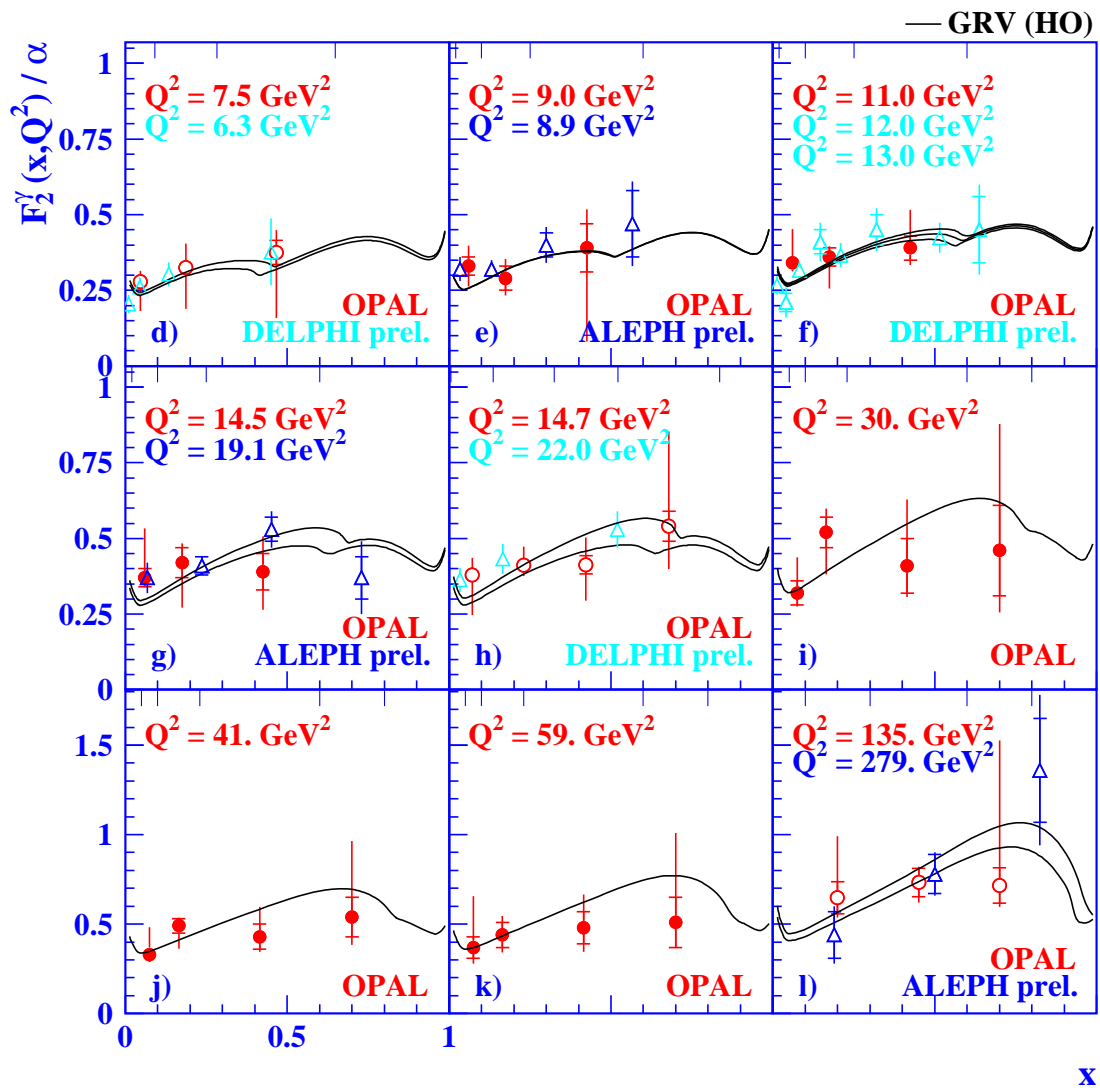 GRV (HO)
F₂^γ (x,Q²) / α
1
0.75
0.5
0.25
0
Q² = 7.5 GeV²
Q² = 6.3 GeV²
OPAL
d) DELPHI prel.
Q² = 9.0 GeV²
Q² = 8.9 GeV²
OPAL
e) ALEPH prel.
Q² = 11.0 GeV²
Q² = 12.0 GeV²
Q² = 13.0 GeV²
OPAL
f) DELPHI prel.
1
0.75
0.5
0.25
0
Q² = 14.5 GeV²
Q² = 19.1 GeV²
OPAL
g) ALEPH prel.
Q² = 14.7 GeV²
Q² = 22.0 GeV²
OPAL
h) DELPHI prel.
Q² = 30. GeV²
i) OPAL
1.5
1
0.5
0
Q² = 41. GeV²
j) OPAL
Q² = 59. GeV²
k) OPAL
Q² = 135. GeV²
Q² = 279. GeV²
OPAL
l) ALEPH prel.
0 0.5 1
x